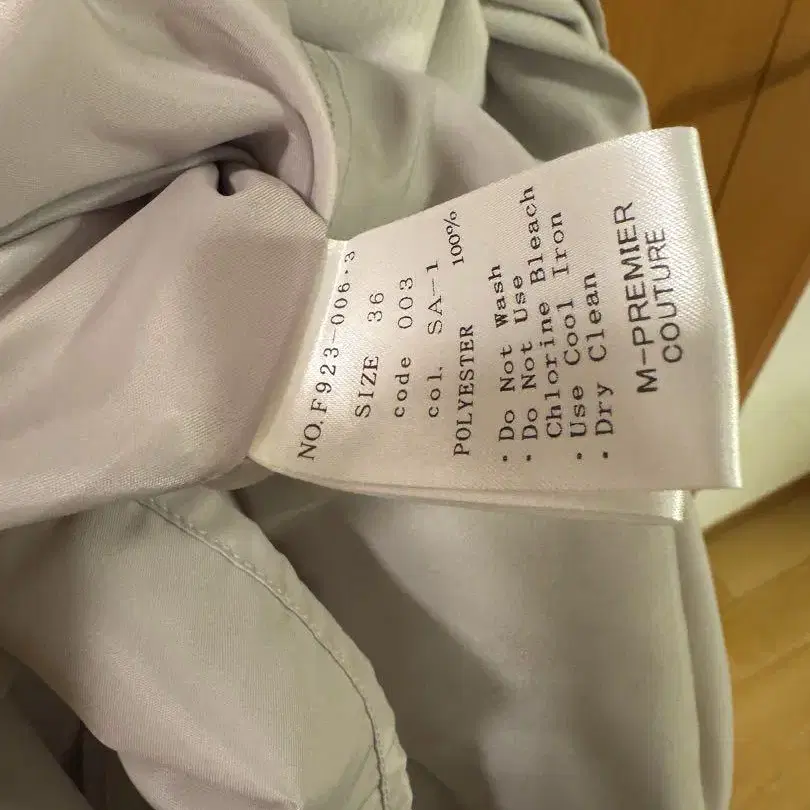 NO.F923-006·3
SIZE 36
code 003
col. SA-1
POLYESTER 100%
· Do Not Wash
· Do Not Use
Chlorine Bleach
· Use Cool Iron
· Dry Clean
M-PREMIER
COUTURE